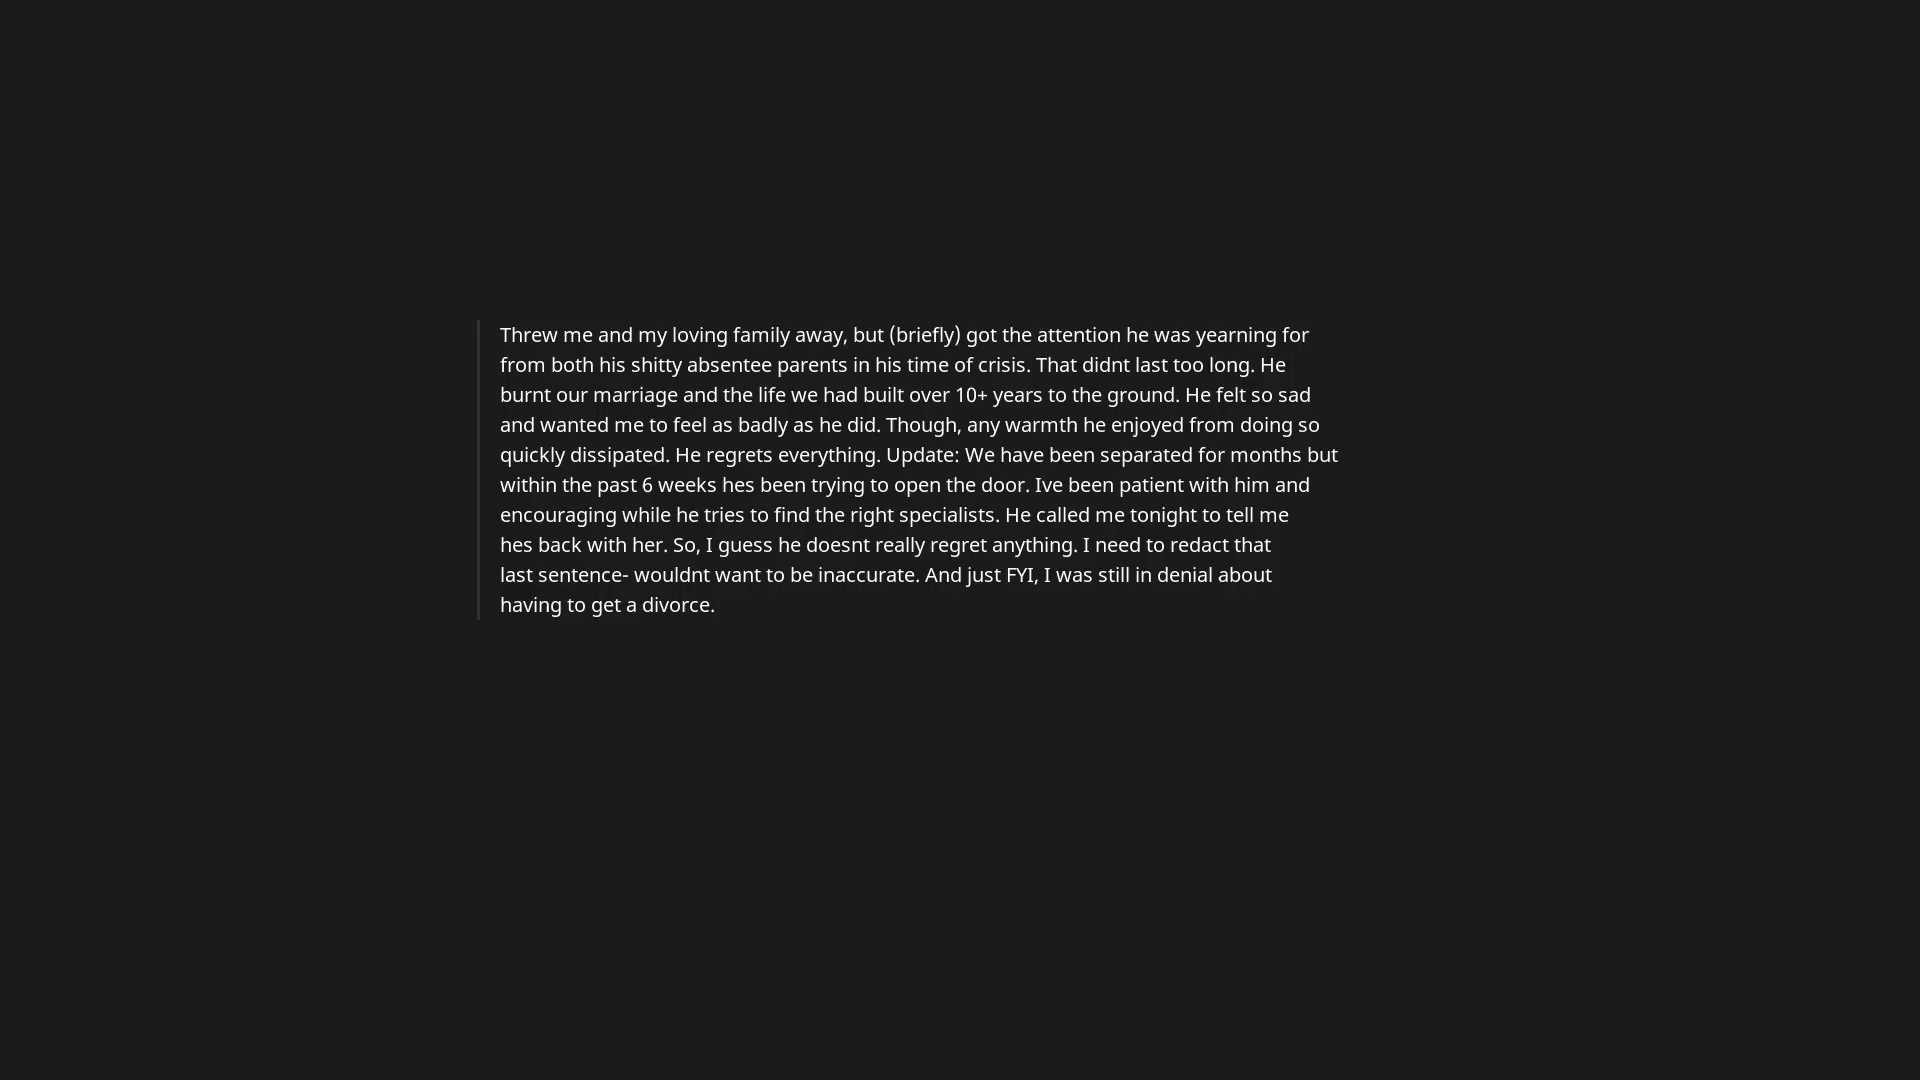 Threw me and my loving family away, but (briefly) got the attention he was yearning for
from both his shitty absentee parents in his time of crisis. That didnt last too long. He
burnt our marriage and the life we had built over 10+ years to the ground. He felt so sad
and wanted me to feel as badly as he did. Though, any warmth he enjoyed from doing so
quickly dissipated. He regrets everything. Update: We have been separated for months but
within the past 6 weeks hes been trying to open the door. Ive been patient with him and
encouraging while he tries to find the right specialists. He called me tonight to tell me
hes back with her. So, I guess he doesnt really regret anything. I need to redact that
last sentence- wouldnt want to be inaccurate. And just FYI, I was still in denial about
having to get a divorce.